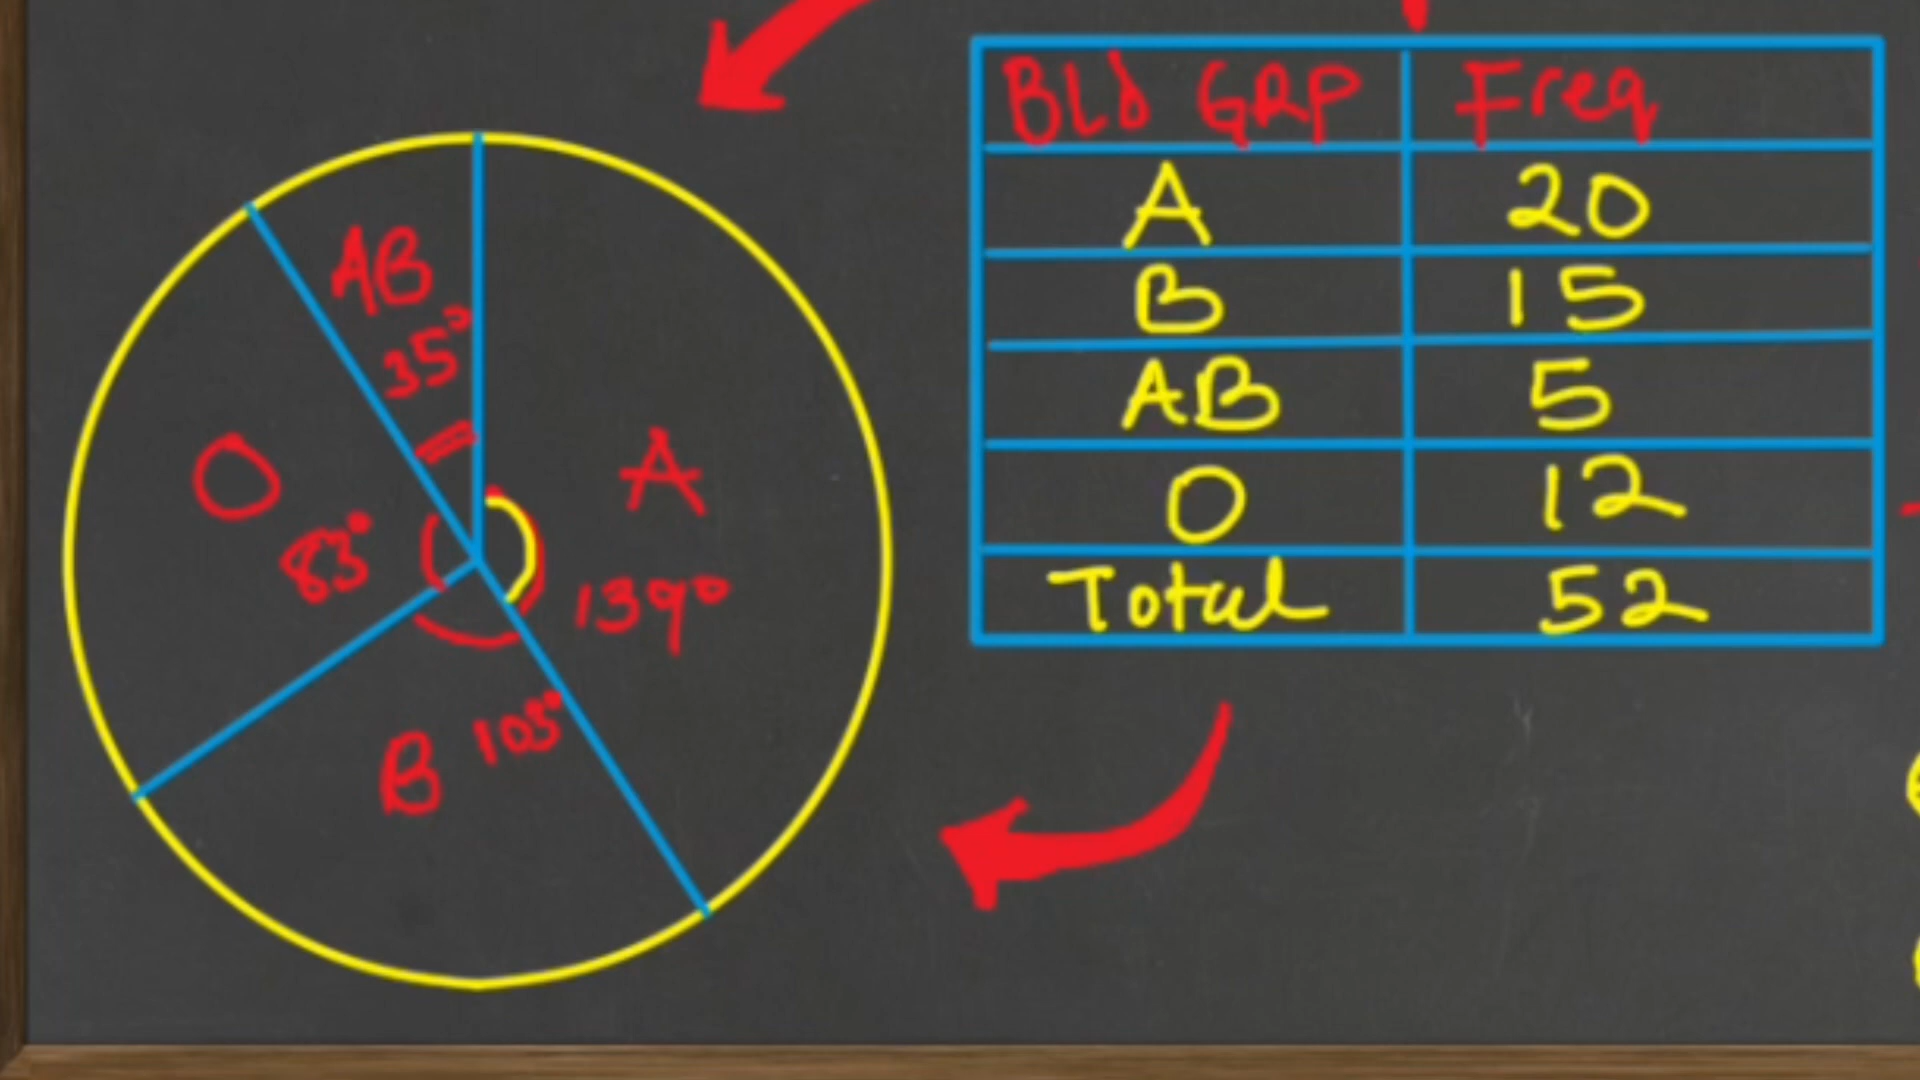 AB
35°
O
83°
A
139°
B 105°
BLd GRP Freq
A 20
B 15
AB 5
O 12
Total 52